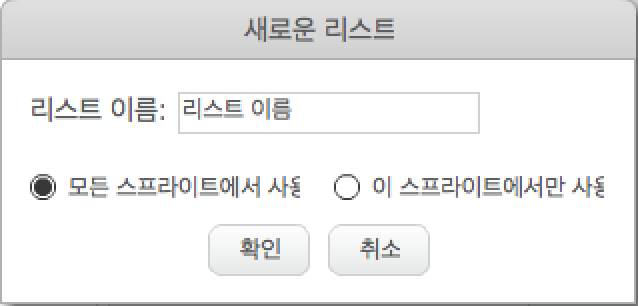 새로운 리스트
리스트 이름: 리스트 이름
모든 스프라이트에서 사용 이 스프라이트에서만 사용
확인 취소